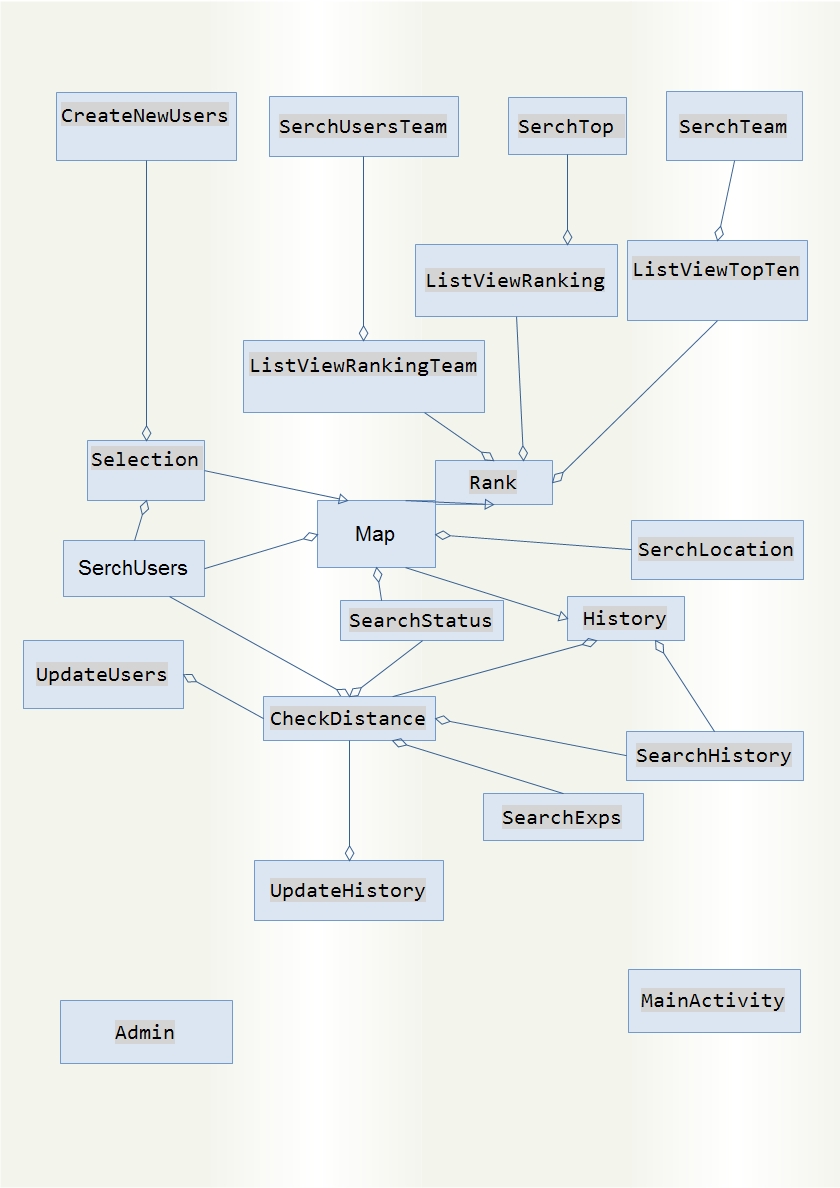 CreateNewUsers
SerchUsersTeam
SerchTop
SerchTeam
ListViewRanking
ListViewTopTen
ListViewRankingTeam
Selection
Rank
Map
SerchLocation
SerchUsers
SearchStatus
History
UpdateUsers
CheckDistance
SearchHistory
SearchExps
UpdateHistory
MainActivity
Admin